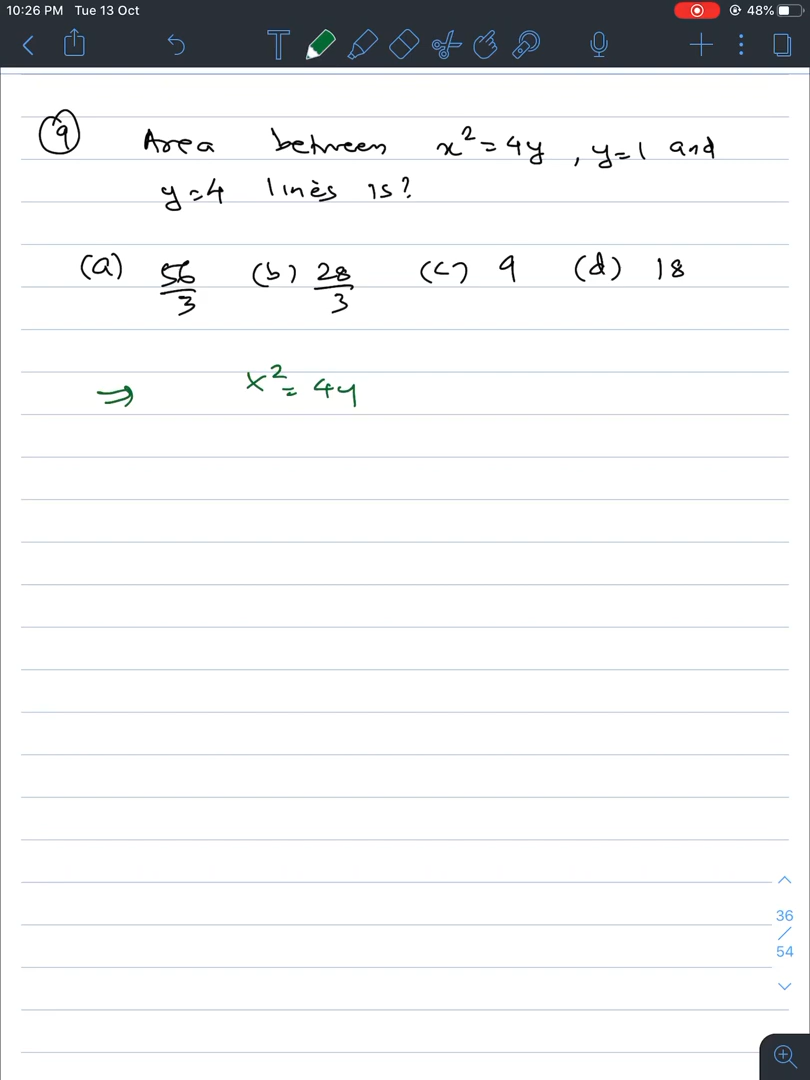 10:26 PM Tue 13 Oct 48%
T
9 Area between x² = 4y , y=1 and
y=4 lines is?
(a) 56/3 (b) 28/3 (c) 9 (d) 18
⇒ x² = 4y
36
/
54